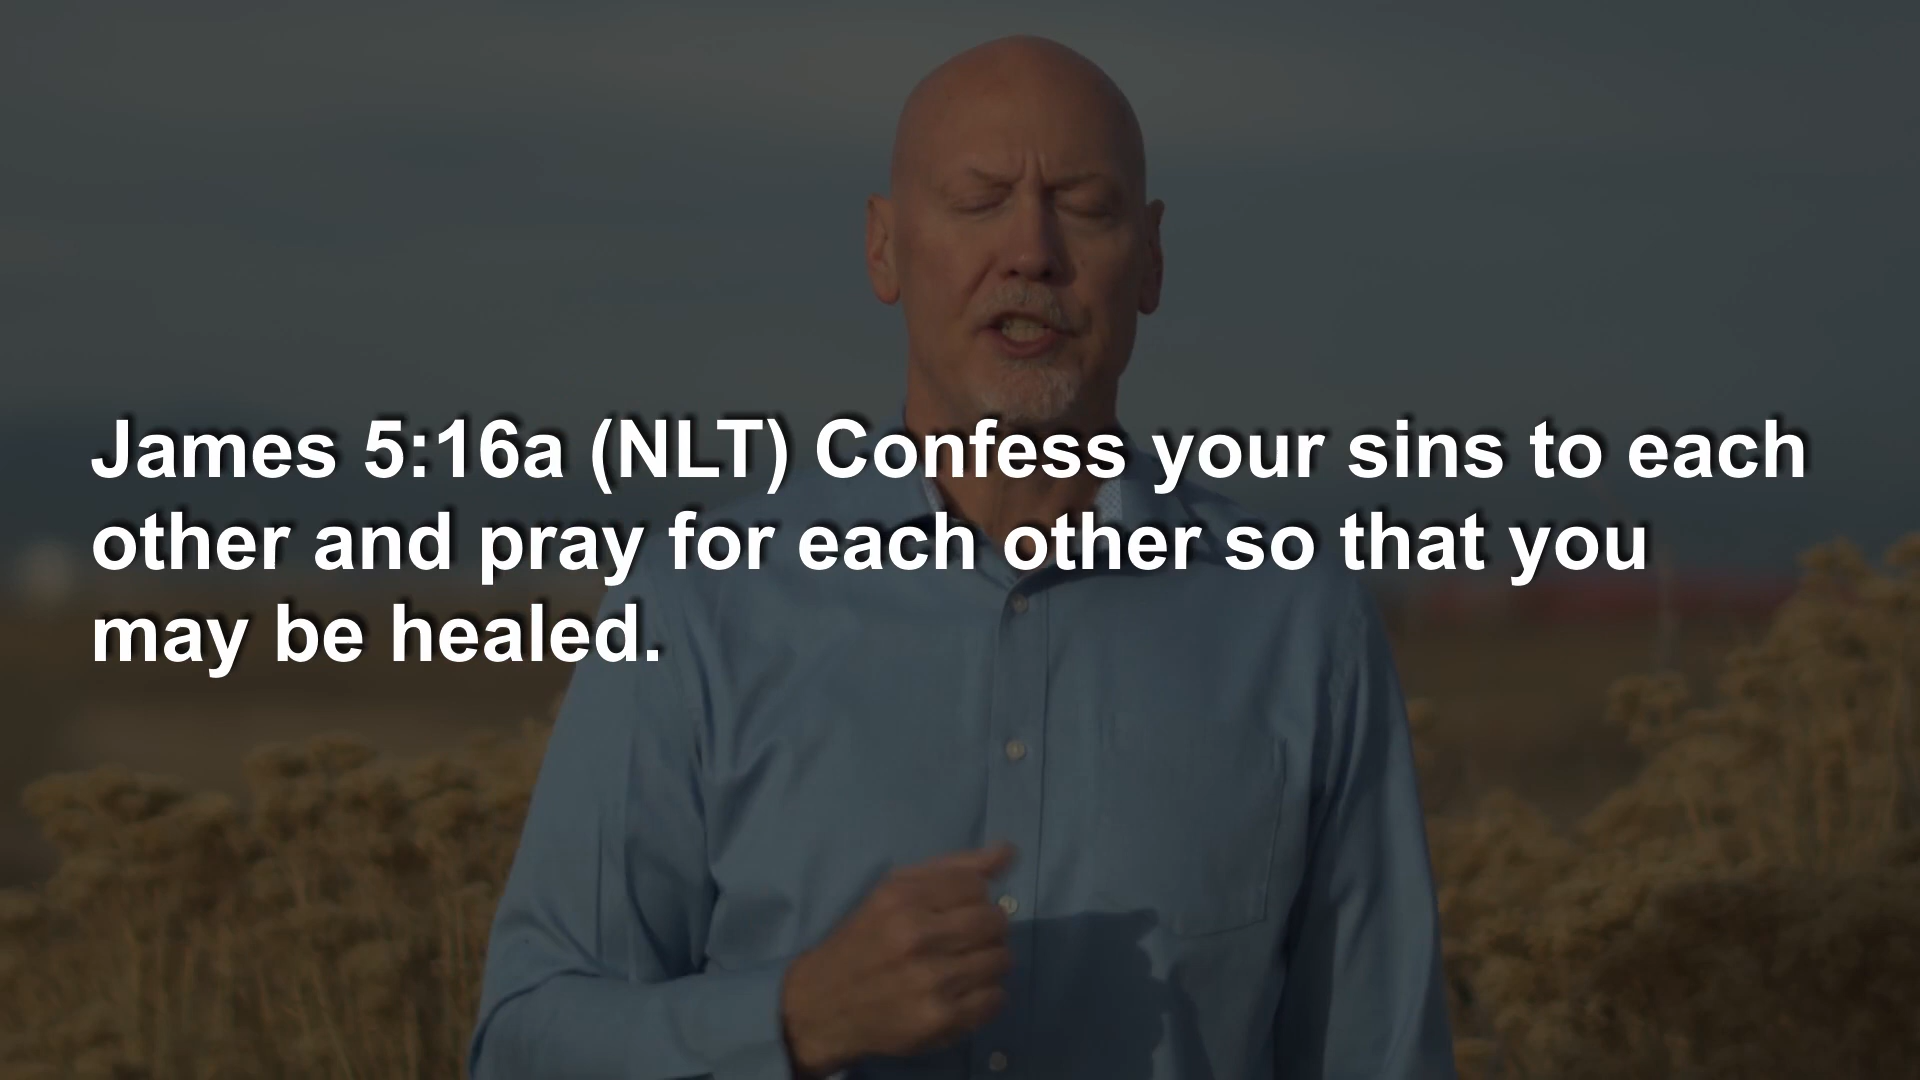 James 5:16a (NLT) Confess your sins to each
other and pray for each other so that you
may be healed.